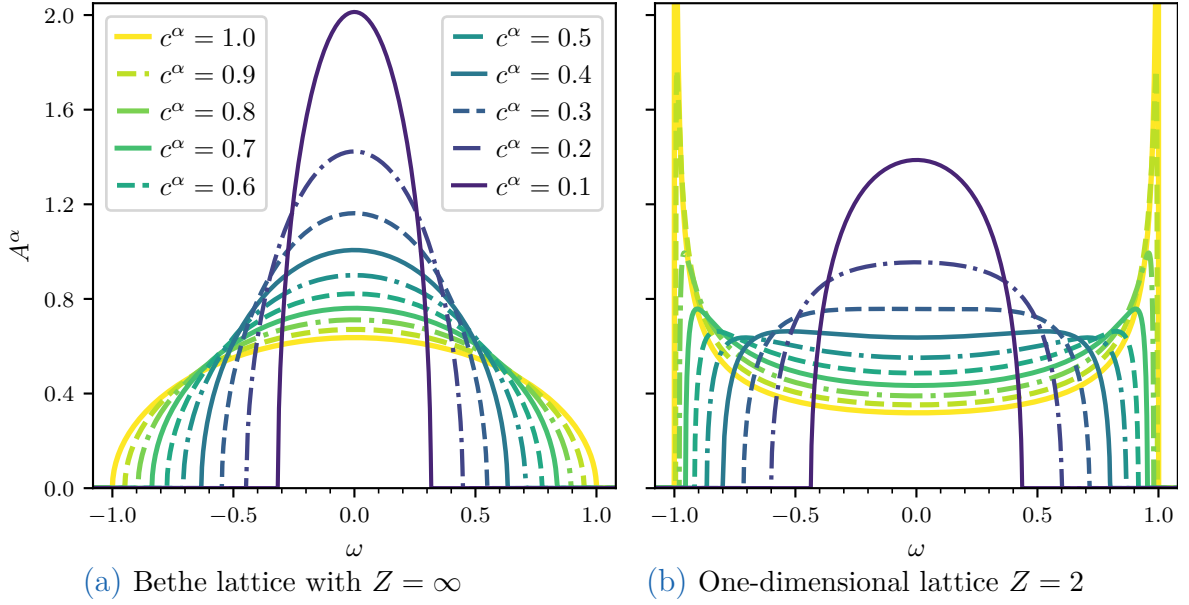 2.0
1.6
1.2
0.8
0.4
0.0
A^α
c^α = 1.0
c^α = 0.9
c^α = 0.8
c^α = 0.7
c^α = 0.6
c^α = 0.5
c^α = 0.4
c^α = 0.3
c^α = 0.2
c^α = 0.1
−1.0 −0.5 0.0 0.5 1.0
−1.0 −0.5 0.0 0.5 1.0
ω
ω
(a) Bethe lattice with Z = ∞
(b) One-dimensional lattice Z = 2